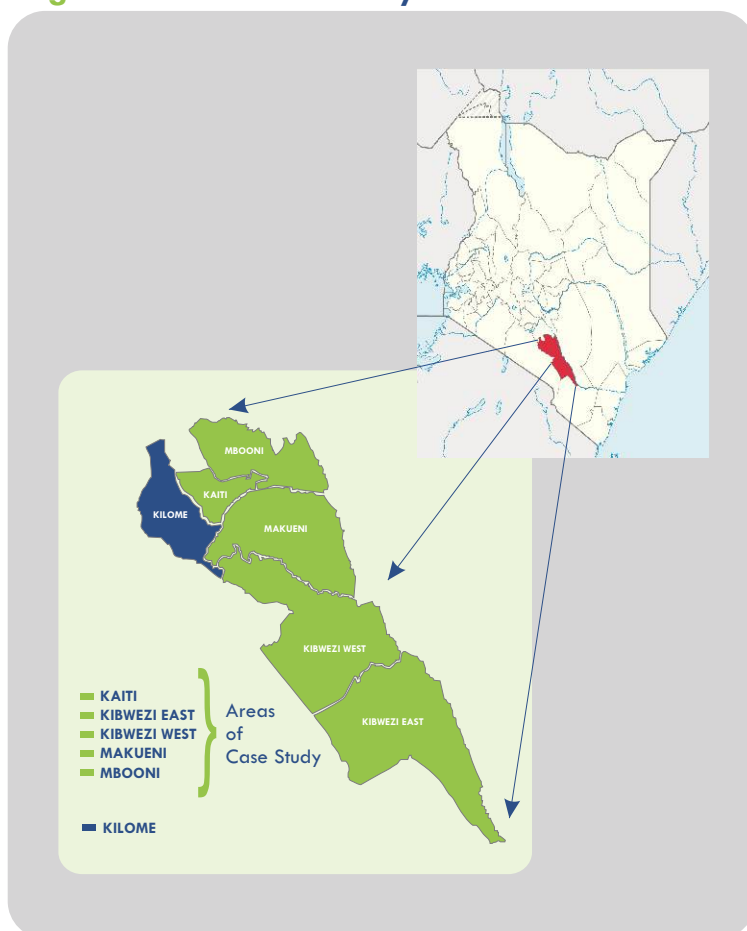 MBOONI
KAITI
KILOME
MAKUENI
KIBWEZI WEST
KIBWEZI EAST
KAITI
KIBWEZI EAST
KIBWEZI WEST
MAKUENI
MBOONI
Areas
of
Case Study
KILOME